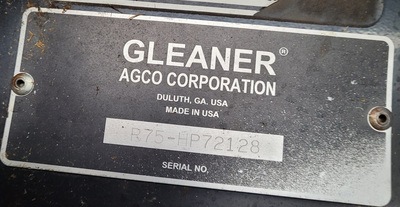 GLEANER®
AGCO CORPORATION
DULUTH, GA. USA
MADE IN USA
R75-HP72128
SERIAL NO.